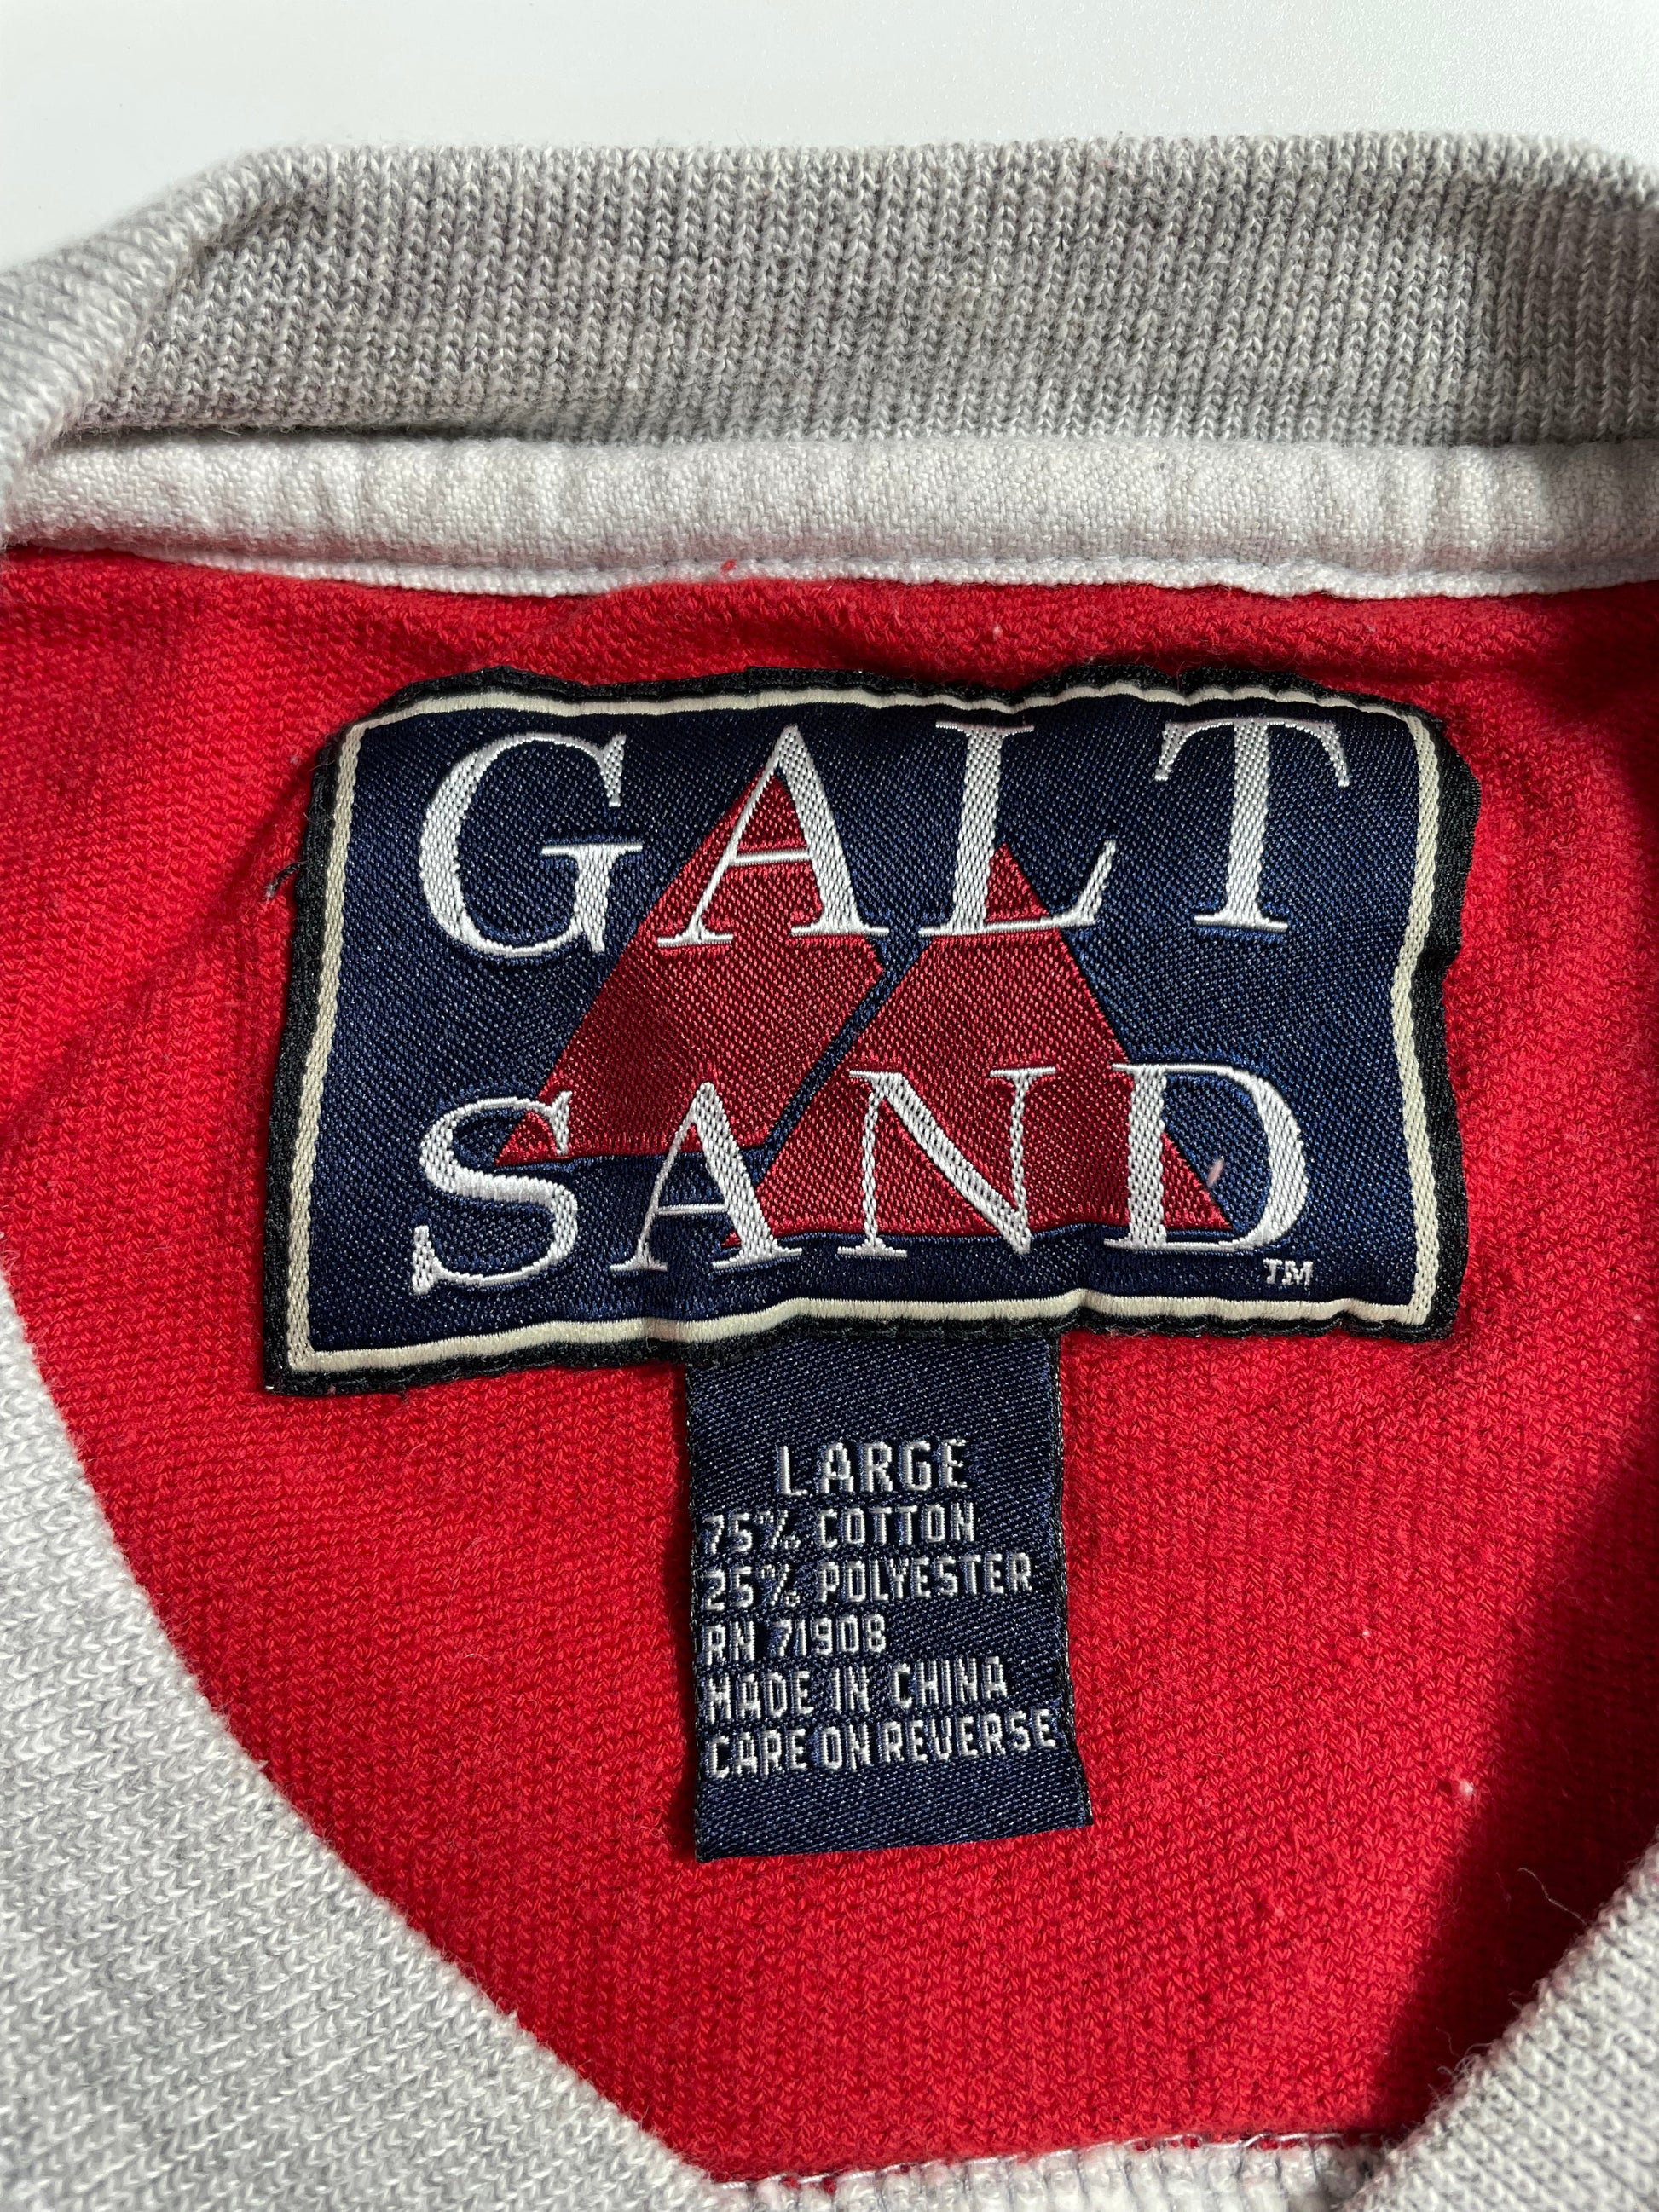 GALT
SAND
TM
LARGE
75% COTTON
25% POLYESTER
RN 71908
MADE IN CHINA
CARE ON REVERSE